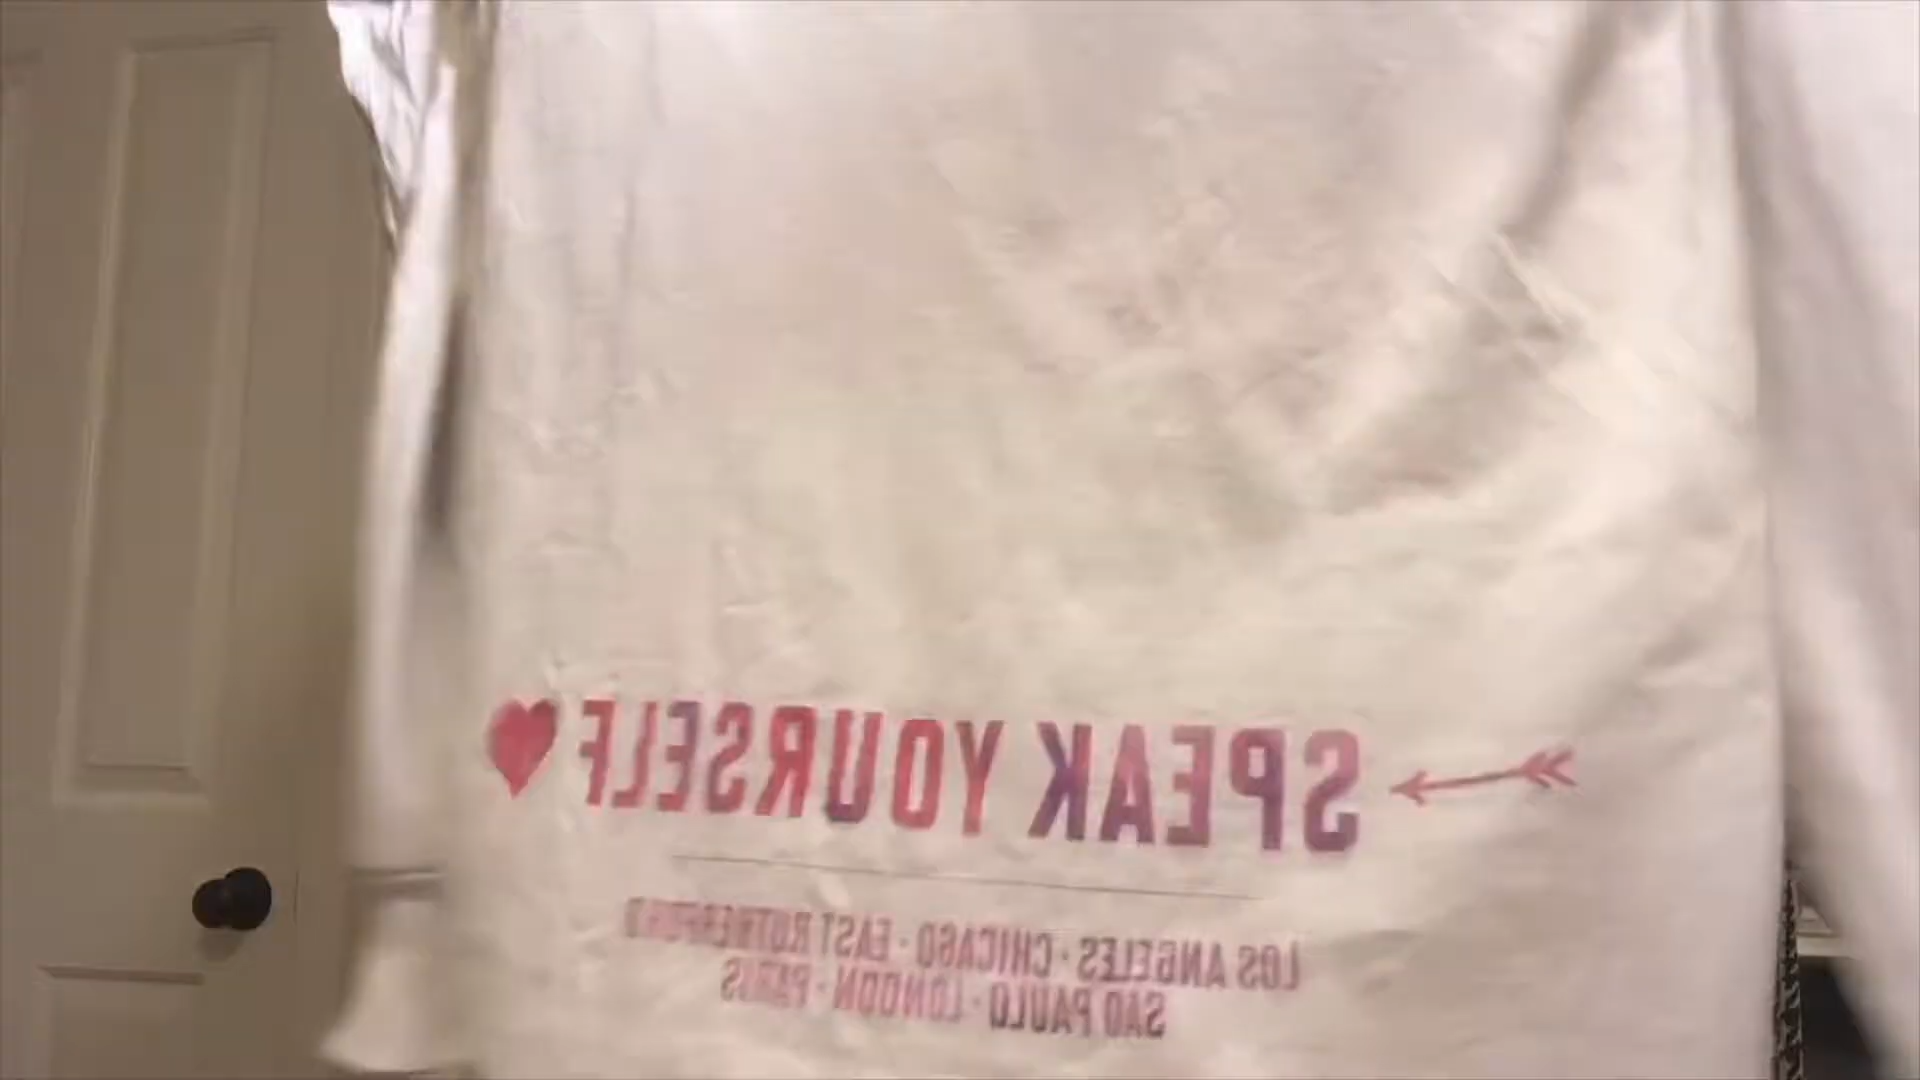 SPEAK YOURSELF
LOS ANGELES · CHICAGO · EAST RUTHERFORD
SAO PAULO · LONDON · PARIS